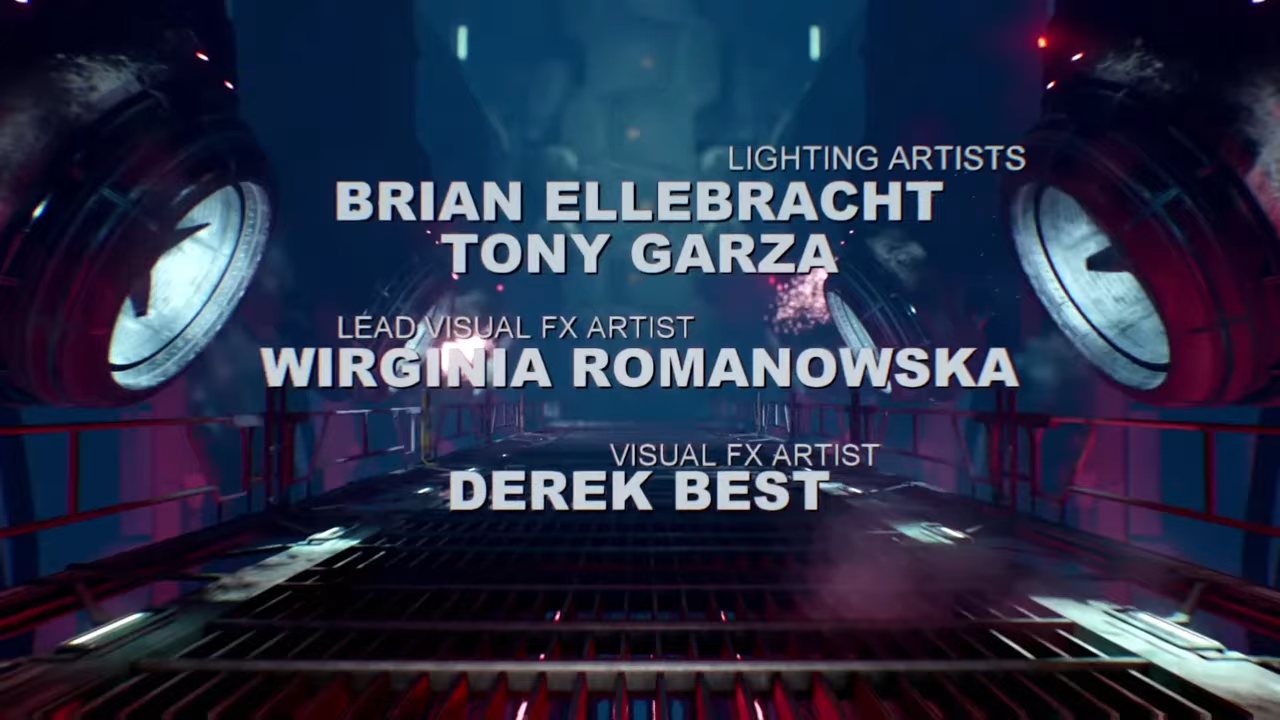 LIGHTING ARTISTS
BRIAN ELLEBRACHT
TONY GARZA
LEAD VISUAL FX ARTIST
WIRGINIA ROMANOWSKA
VISUAL FX ARTIST
DEREK BEST